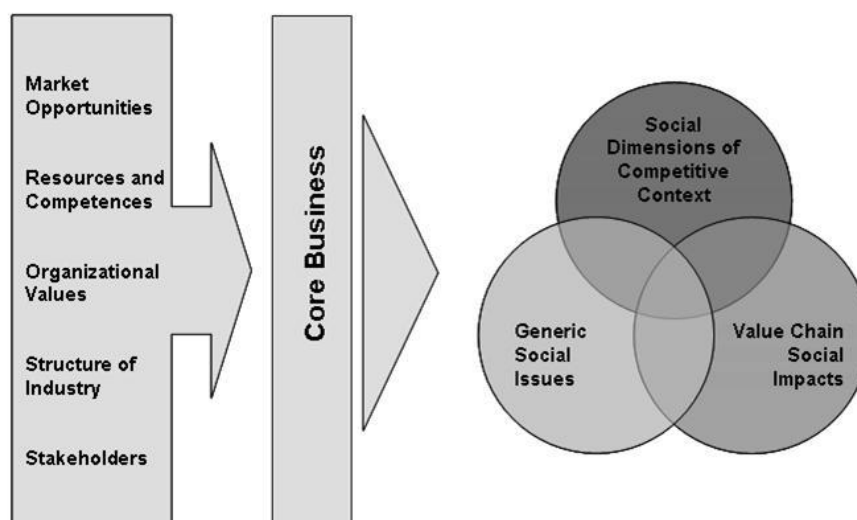 Market
Opportunities
Resources and
Competences
Organizational
Values
Structure of
Industry
Stakeholders
Core Business
Social
Dimensions of
Competitive
Context
Generic
Social
Issues
Value Chain
Social
Impacts